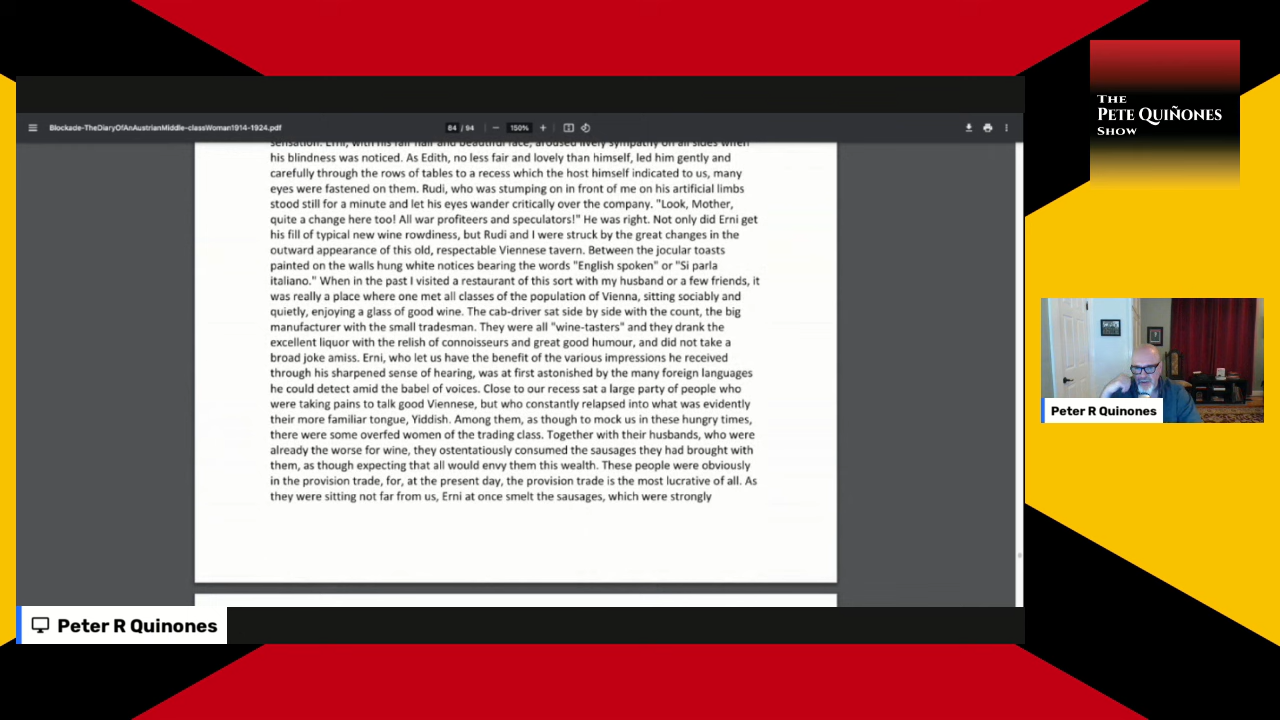 THE
PETE QUIÑONES
SHOW
Blockade-TheDiaryOfAnAustrianMiddle-classWoman1914-1924.pdf
84 / 94
150%
sensation. Erni, with his fair hair and beautiful face, aroused lively sympathy on all sides when
his blindness was noticed. As Edith, no less fair and lovely than himself, led him gently and
carefully through the rows of tables to a recess which the host himself indicated to us, many
eyes were fastened on them. Rudi, who was stumping on in front of me on his artificial limbs
stood still for a minute and let his eyes wander critically over the company. "Look, Mother,
quite a change here too! All war profiteers and speculators!" He was right. Not only did Erni get
his fill of typical new wine rowdiness, but Rudi and I were struck by the great changes in the
outward appearance of this old, respectable Viennese tavern. Between the jocular toasts
painted on the walls hung white notices bearing the words "English spoken" or "Si parla
italiano." When in the past I visited a restaurant of this sort with my husband or a few friends, it
was really a place where one met all classes of the population of Vienna, sitting sociably and
quietly, enjoying a glass of good wine. The cab-driver sat side by side with the count, the big
manufacturer with the small tradesman. They were all "wine-tasters" and they drank the
excellent liquor with the relish of connoisseurs and great good humour, and did not take a
broad joke amiss. Erni, who let us have the benefit of the various impressions he received
through his sharpened sense of hearing, was at first astonished by the many foreign languages
he could detect amid the babel of voices. Close to our recess sat a large party of people who
were taking pains to talk good Viennese, but who constantly relapsed into what was evidently
their more familiar tongue, Yiddish. Among them, as though to mock us in these hungry times,
there were some overfed women of the trading class. Together with their husbands, who were
already the worse for wine, they ostentatiously consumed the sausages they had brought with
them, as though expecting that all would envy them this wealth. These people were obviously
in the provision trade, for, at the present day, the provision trade is the most lucrative of all. As
they were sitting not far from us, Erni at once smelt the sausages, which were strongly
Peter R Quinones
Peter R Quinones